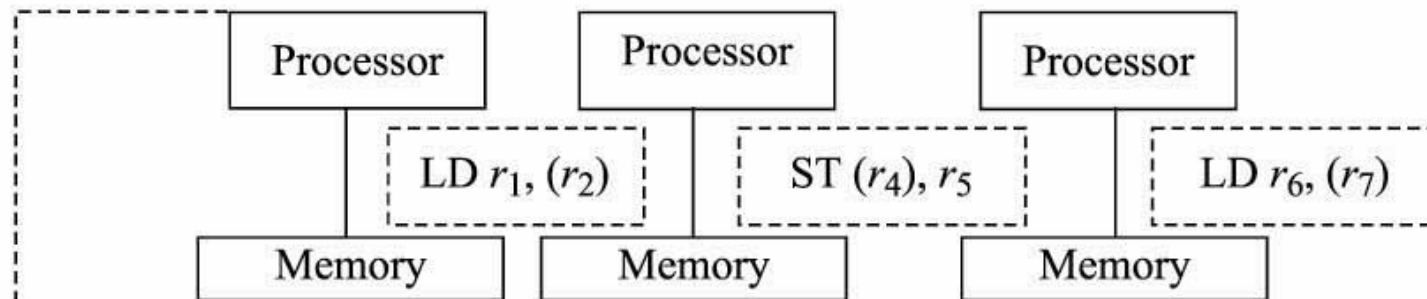 Processor
Processor
Processor
LD r₁, (r₂)
ST (r₄), r₅
LD r₆, (r₇)
Memory
Memory
Memory